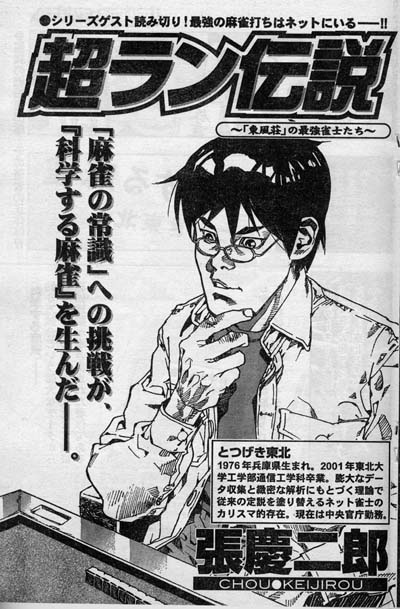 ●シリーズゲスト読み切り!最強の麻雀打ちはネットにいる――!!
超ラン伝説
〜「東風荘」の最強雀士たち〜
「麻雀の常識」への挑戦が、
『科学する麻雀』を生んだ――。
とつげき東北
1976年兵庫県生まれ。2001年東北大
学工学部通信工学科卒業。膨大なデー
タ収集と緻密な解析にもとづく理論で
従来の定説を塗り替えるネット雀士の
カリスマ的存在。現在は中央官庁勤務。
張慶二郎
CHOU●KEIJIROU